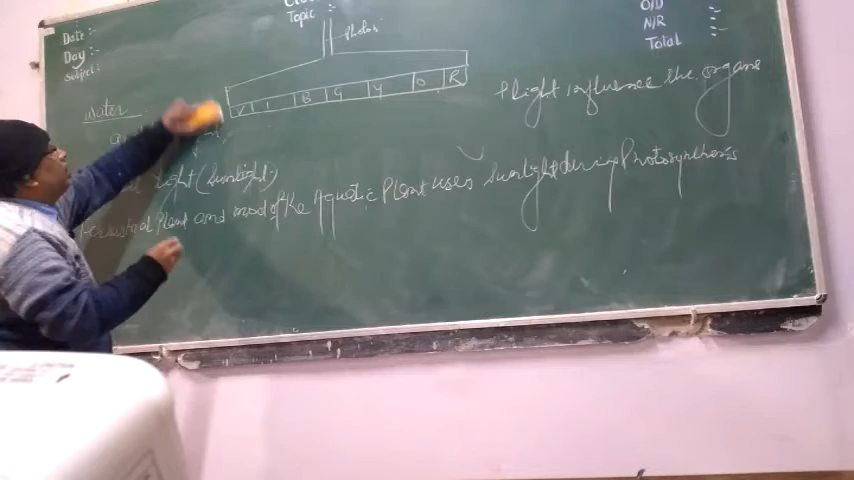 Date :-
Day :-
Subject :-
Topic :-
O/D :
N/R :
Total :-
Photos
V I B G Y O R
Water
light influence the organs
light (Sunlight)
Plant and most of the Aquatic Plant uses Sunlight during Photosynthesis